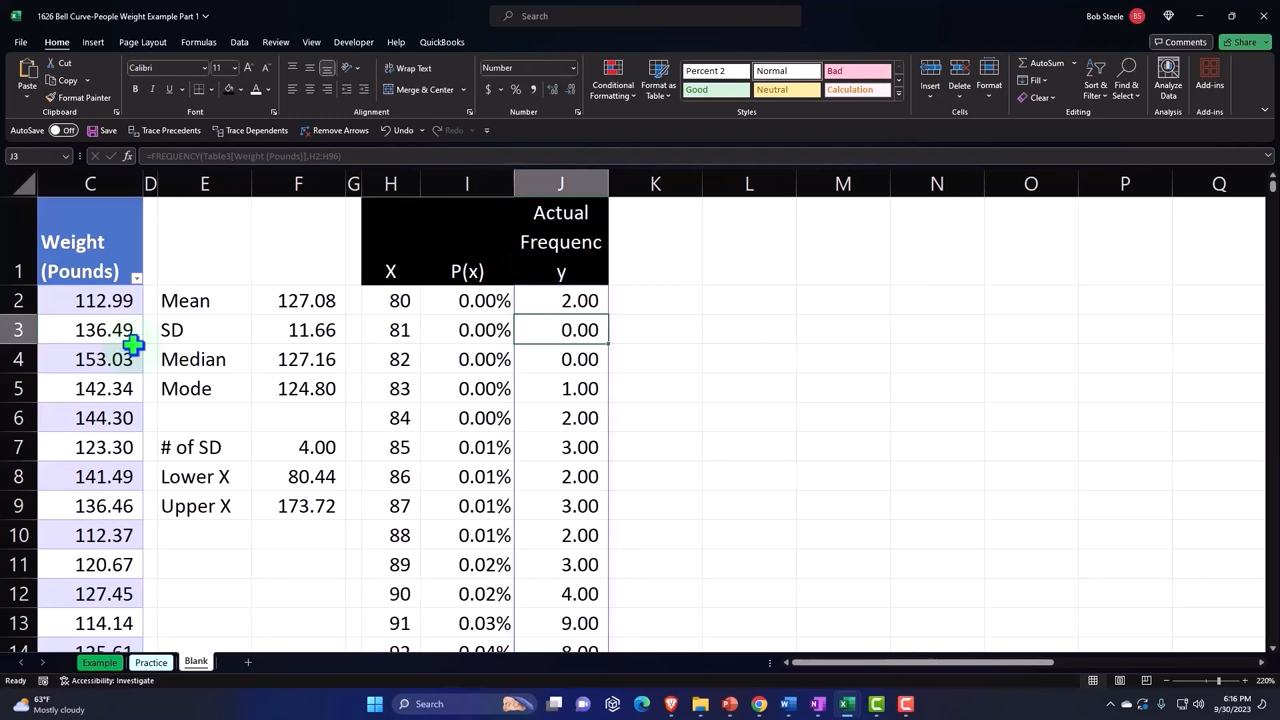 1626 Bell Curve-People Weight Example Part 1
Search
Bob Steele
BS
File Home Insert Page Layout Formulas Data Review View Developer Help QuickBooks
Comments Share
Paste
Cut
Copy
Format Painter
Clipboard
Calibri 11
B I U
Font
Wrap Text
Merge & Center
Alignment
Number
$ %
Number
Conditional Formatting
Format as Table
Percent 2 Normal Bad
Good Neutral Calculation
Styles
Insert Delete Format
Cells
AutoSum
Fill
Clear
Sort & Filter
Find & Select
Editing
Analyze Data
Analysis
Add-ins
Add-ins
AutoSave Off Save Trace Precedents Trace Dependents Remove Arrows Undo Redo
J3 fx =FREQUENCY(Table3[Weight (Pounds)],H2:H96)
C D E F G H I J K L M N O P Q
1 Weight (Pounds) X P(x) Actual Frequency
2 112.99 Mean 127.08 80 0.00% 2.00
3 136.49 SD 11.66 81 0.00% 0.00
4 153.03 Median 127.16 82 0.00% 0.00
5 142.34 Mode 124.80 83 0.00% 1.00
6 144.30 84 0.00% 2.00
7 123.30 # of SD 4.00 85 0.01% 3.00
8 141.49 Lower X 80.44 86 0.01% 2.00
9 136.46 Upper X 173.72 87 0.01% 3.00
10 112.37 88 0.01% 2.00
11 120.67 89 0.02% 3.00
12 127.45 90 0.02% 4.00
13 114.14 91 0.03% 9.00
14 125.61 92 0.04% 8.00
Example Practice Blank
Ready Accessibility: Investigate 220%
63°F
Mostly cloudy
Search
6:16 PM
9/30/2023